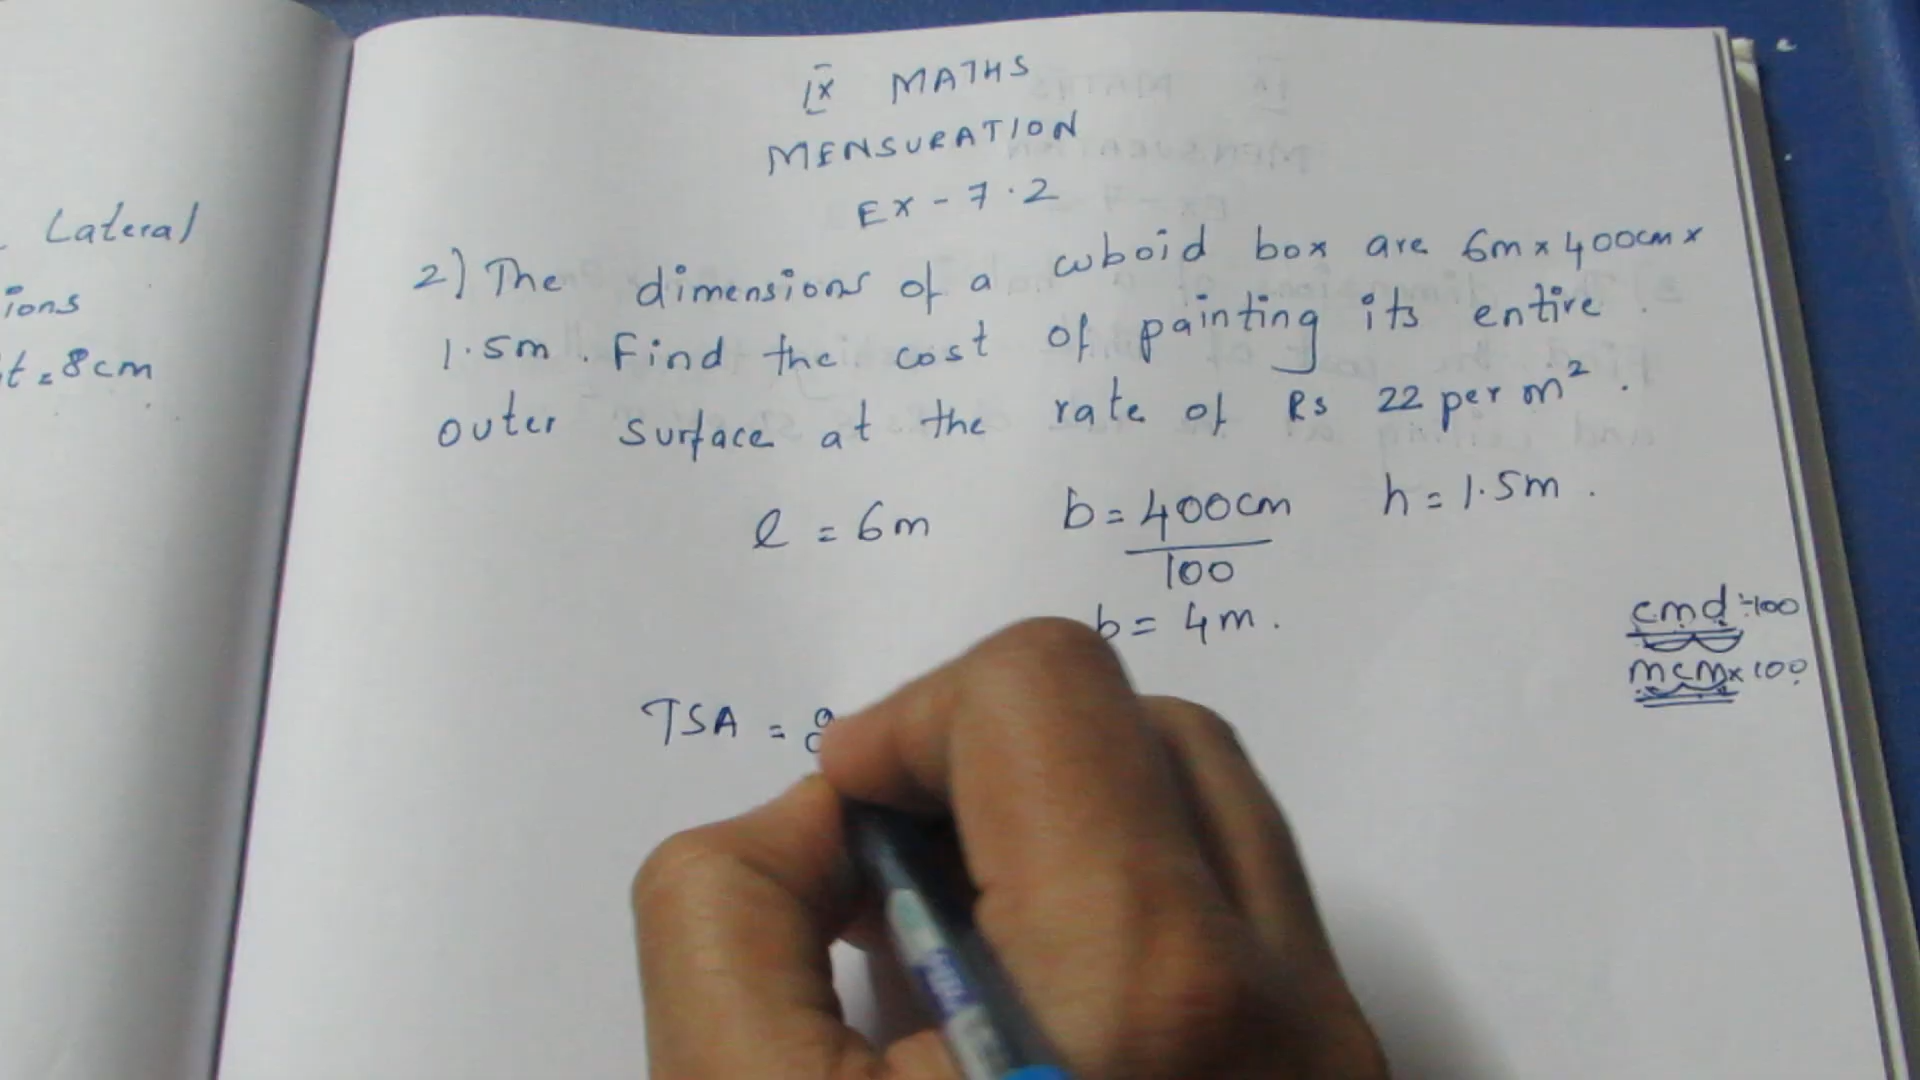 Lateral
ions
t = 8cm
IX MATHS
MENSURATION
EX - 7.2
2) The dimensions of a cuboid box are 6m x 400cm x
1.5m. Find the cost of painting its entire
outer surface at the rate of Rs 22 per m².
l = 6m b = 400cm h = 1.5m.
100
b = 4m.
cmd ÷100
mcm x 100
TSA =